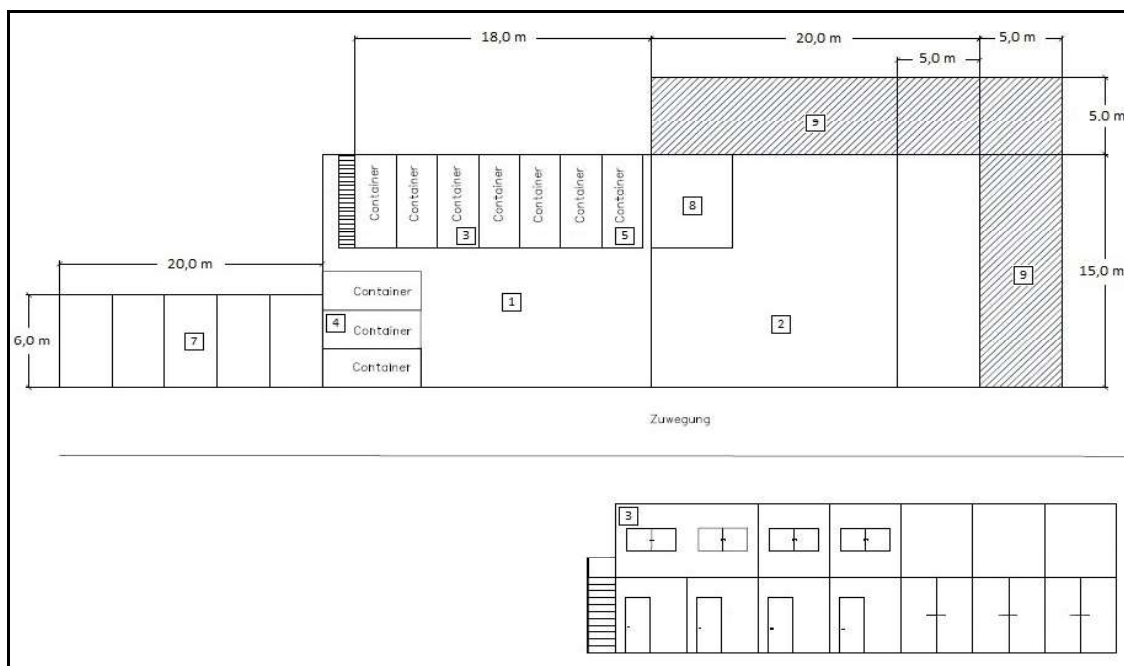 18,0 m
20,0 m
5,0 m
5,0 m
5.0 m
9
Container
Container
Container
Container
Container
Container
Container
3
5
8
20,0 m
15,0 m
9
Container
1
6,0 m
7
4
Container
2
Container
Zuwegung
3